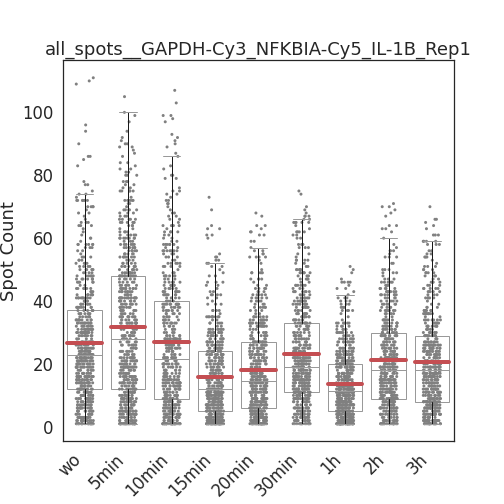 all_spots__GAPDH-Cy3_NFKBIA-Cy5_IL-1B_Rep1
Spot Count
100
80
60
40
20
0
wo
5min
10min
15min
20min
30min
1h
2h
3h